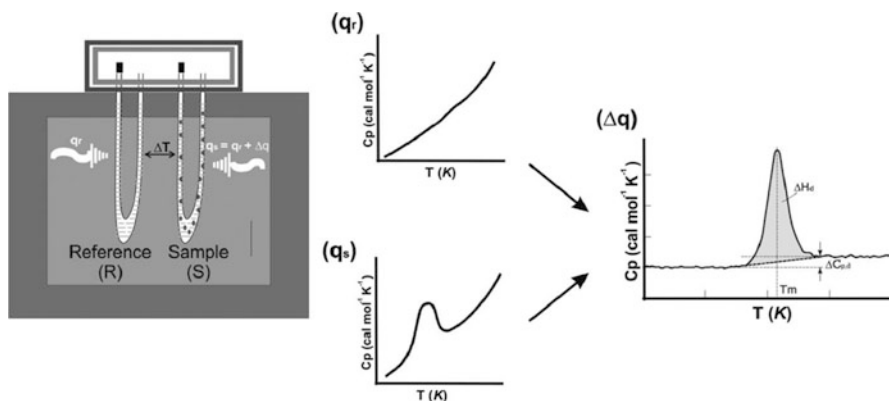 qr
ΔT
qs = qr + Δq
Reference
(R)
Sample
(S)
(qr)
Cp (cal mol-1 K-1)
T (K)
(qs)
Cp (cal mol-1 K-1)
T (K)
(Δq)
Cp (cal mol-1 K-1)
ΔHd
ΔCp,d
Tm
T (K)